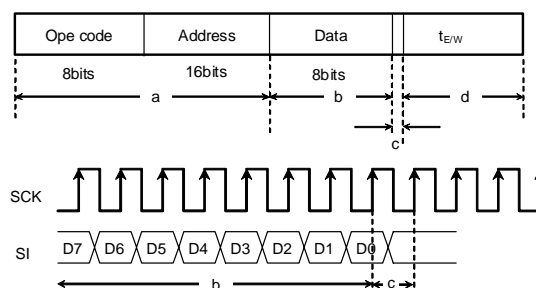 Ope code Address Data tE/W
8bits 16bits 8bits
a b d
c
SCK
SI D7 D6 D5 D4 D3 D2 D1 D0
b c